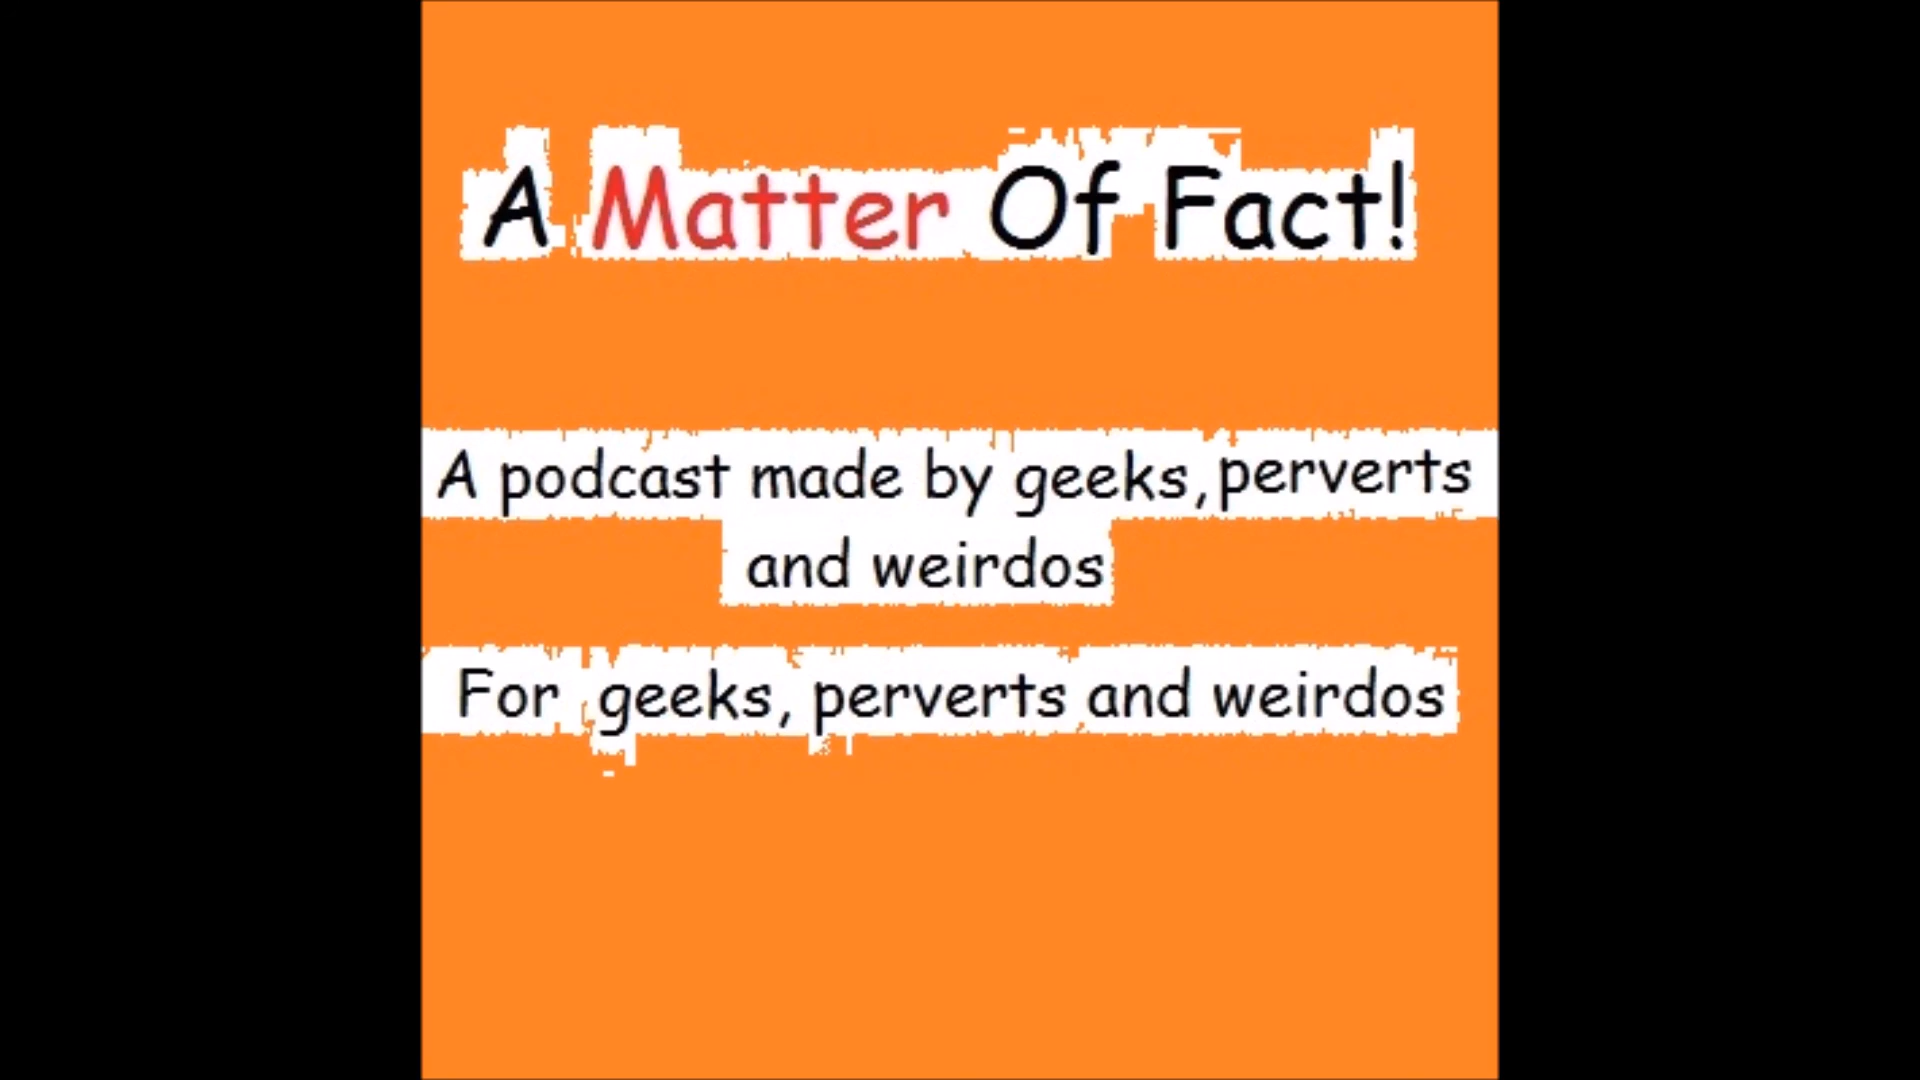 A Matter Of Fact!
A podcast made by geeks, perverts
and weirdos
For geeks, perverts and weirdos